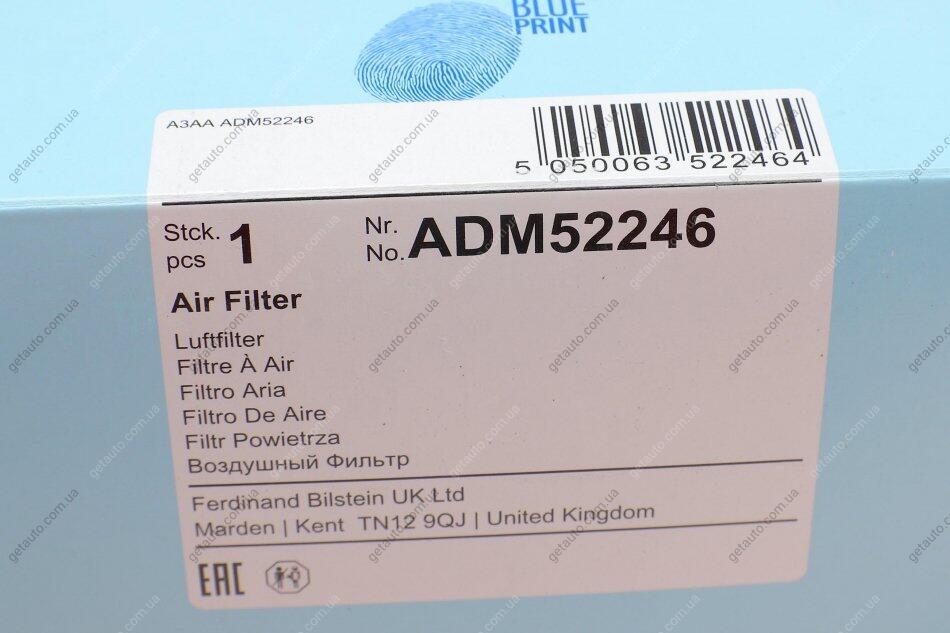 BLUE
PRINT
A3AA ADM52246
5 050063 522464
Stck. 1
pcs
Nr. ADM52246
No.
Air Filter
Luftfilter
Filtre À Air
Filtro Aria
Filtro De Aire
Filtr Powietrza
Воздушный Фильтр
Ferdinand Bilstein UK Ltd
Marden | Kent TN12 9QJ | United Kingdom
EAC
getauto.com.ua